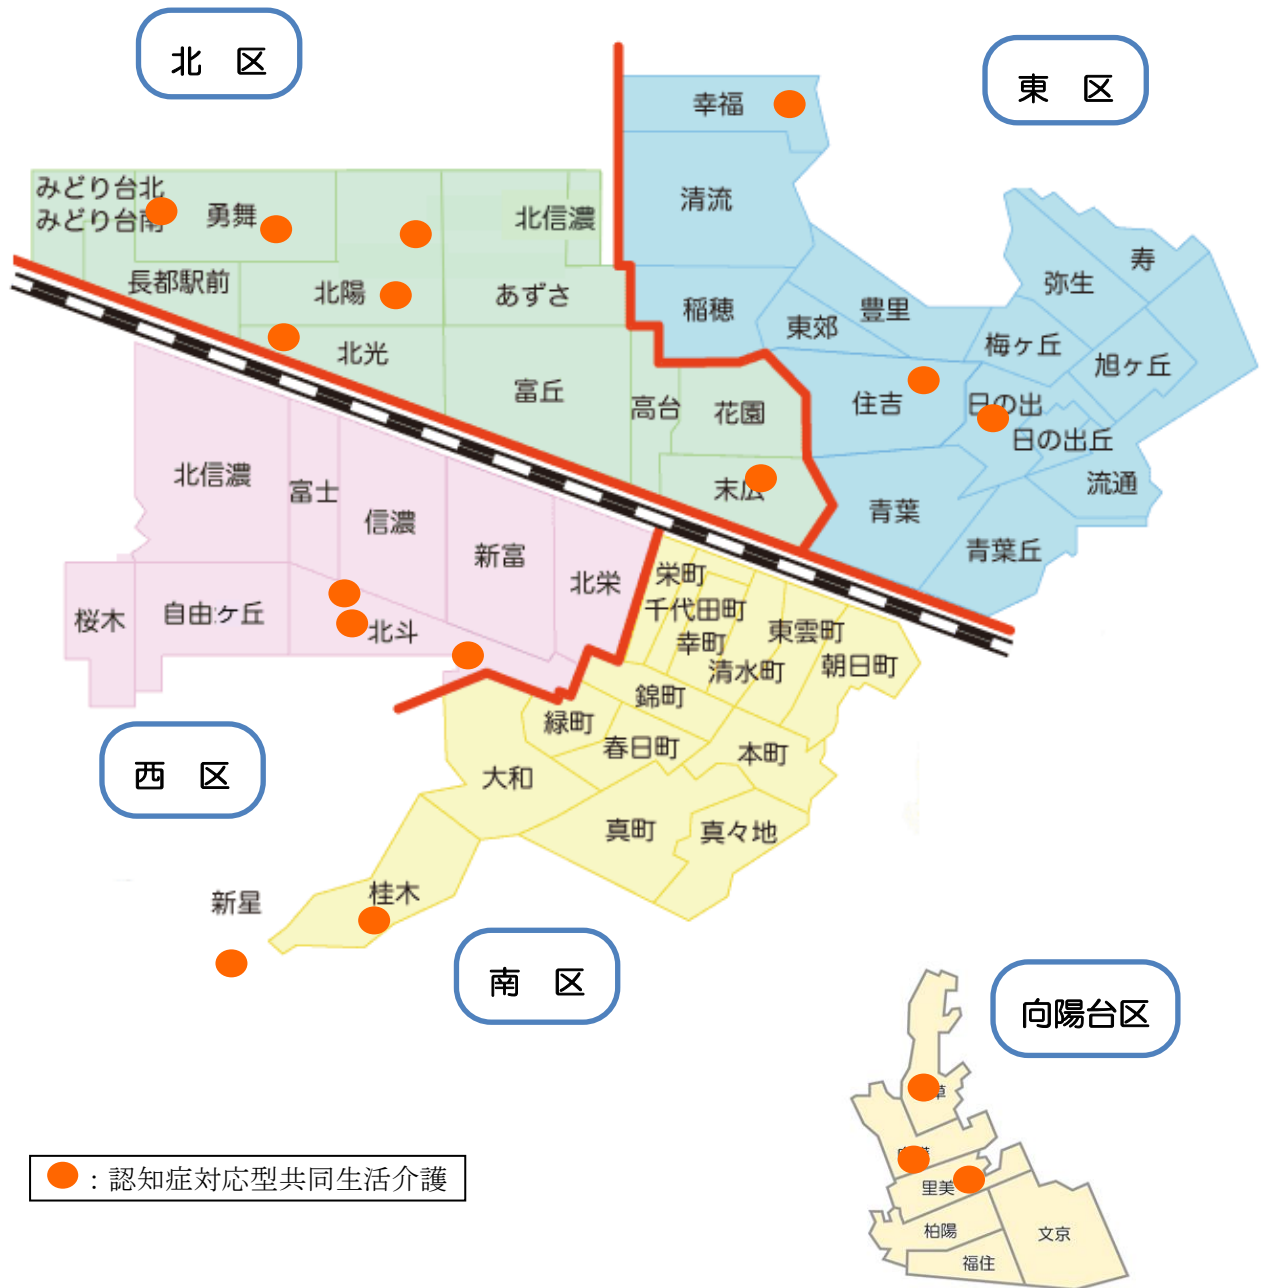 北　区
東　区
幸福
清流
みどり台北
みどり台南
勇舞
北信濃
寿
弥生
長都駅前
北陽
あずさ
稲穂
豊里
東郊
梅ヶ丘
北光
旭ヶ丘
富丘
高台
花園
住吉
日の出
日の出丘
北信濃
富士
末広
流通
信濃
青葉
新富
青葉丘
北栄
栄町
桜木
自由ヶ丘
千代田町
北斗
幸町
東雲町
清水町
朝日町
錦町
緑町
春日町
本町
西　区
大和
真町
真々地
桂木
新星
南　区
向陽台区
里美
柏陽
文京
福住
：認知症対応型共同生活介護